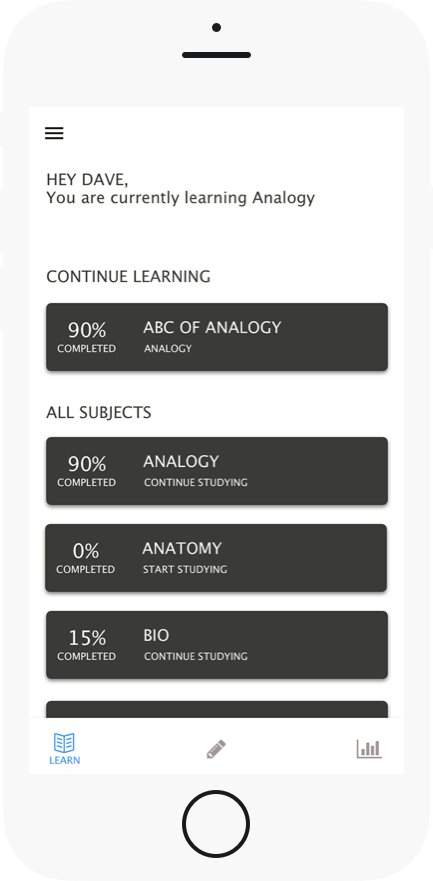 HEY DAVE,
You are currently learning Analogy
CONTINUE LEARNING
90%
COMPLETED
ABC OF ANALOGY
ANALOGY
ALL SUBJECTS
90%
COMPLETED
ANALOGY
CONTINUE STUDYING
0%
COMPLETED
ANATOMY
START STUDYING
15%
COMPLETED
BIO
CONTINUE STUDYING
LEARN